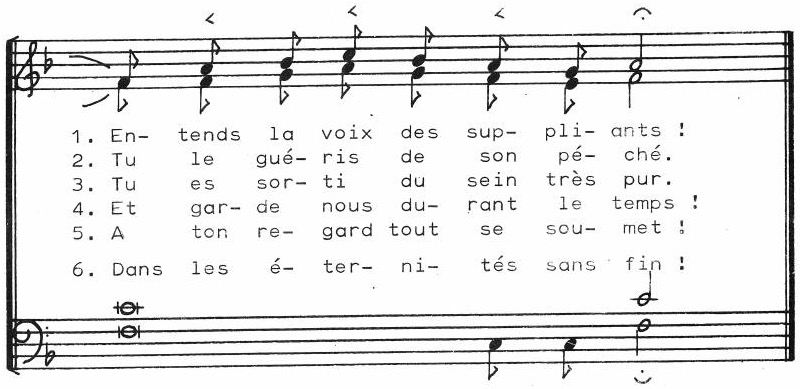 1. En- tends la voix des sup- pli- ants !
2. Tu le gué- ris de son pé- ché.
3. Tu es sor- ti du sein très pur.
4. Et gar- de nous du- rant le temps !
5. A ton re- gard tout se sou- met !
6. Dans les é- ter- ni- tés sans fin !